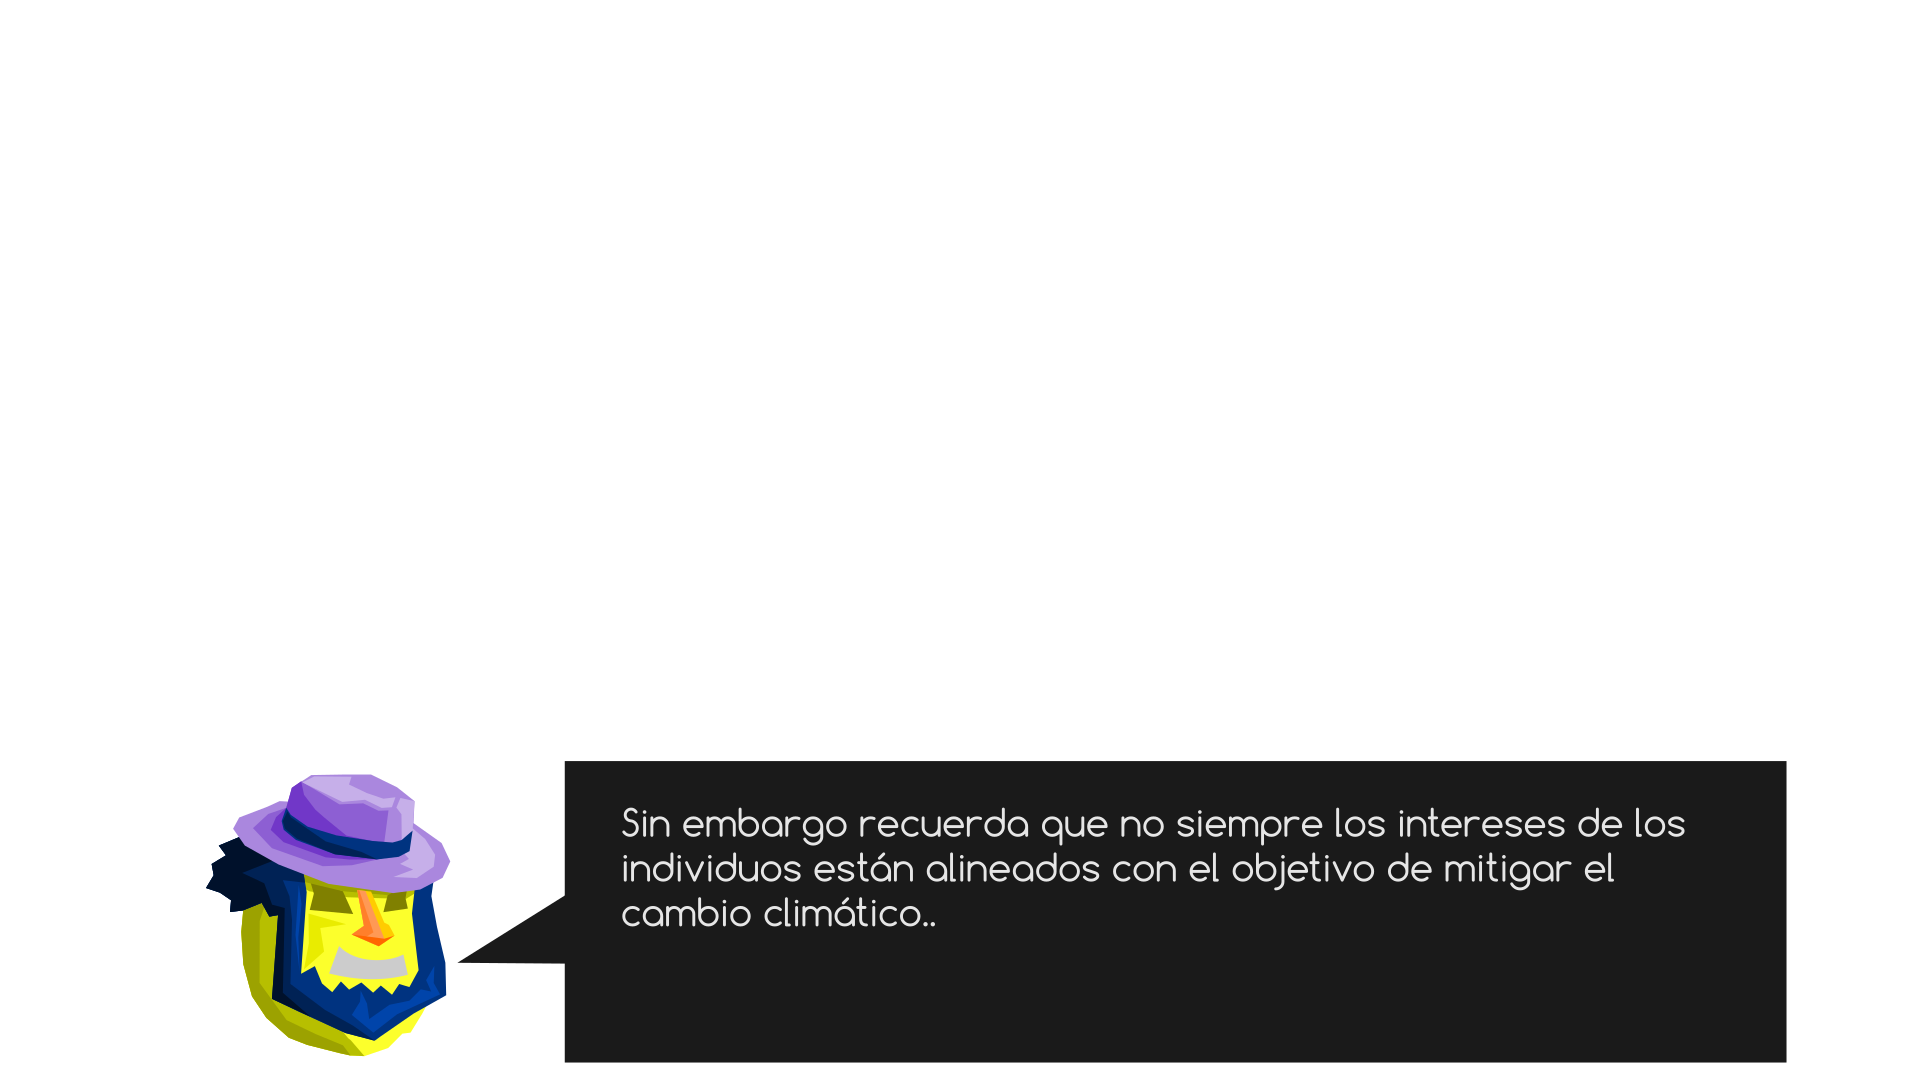 Sin embargo recuerda que no siempre los intereses de los
individuos están alineados con el objetivo de mitigar el
cambio climático..